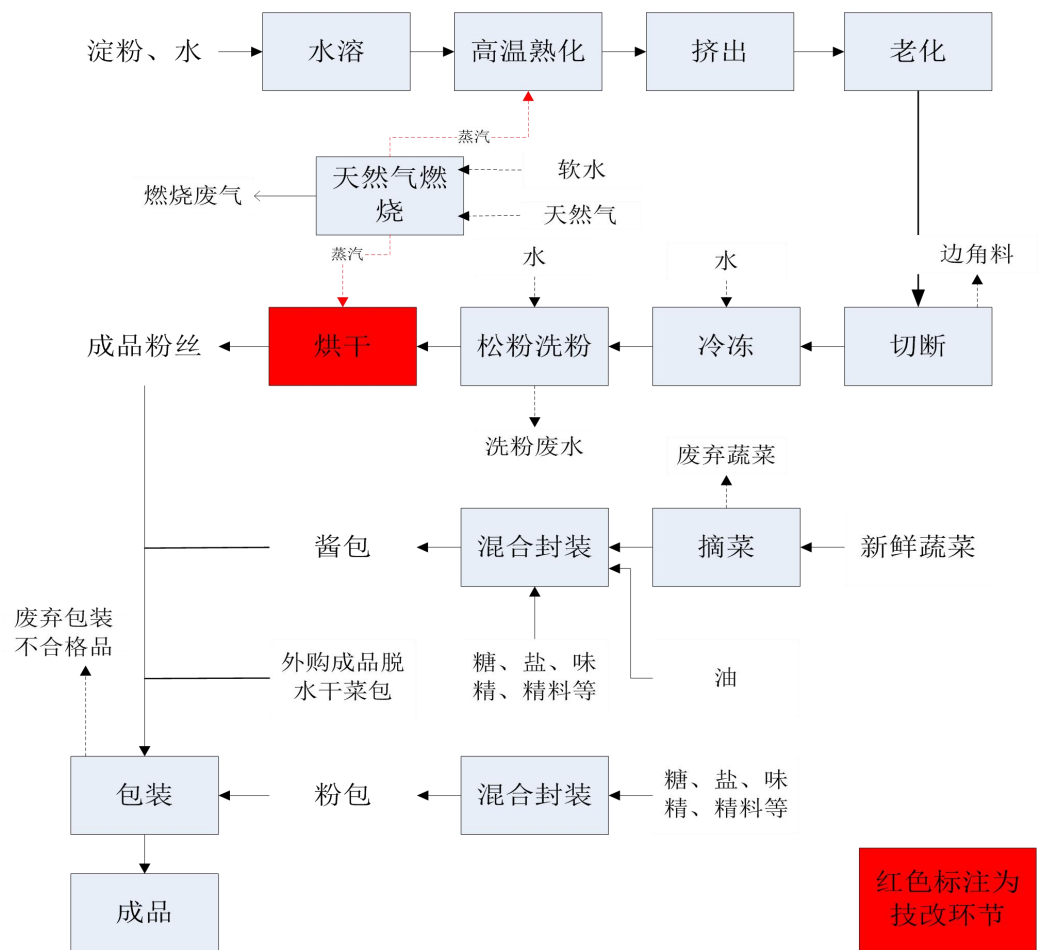 淀粉、水
水溶
高温熟化
挤出
老化
蒸汽
天然气燃
烧
软水
天然气
燃烧废气
蒸汽
水
水
边角料
成品粉丝
烘干
松粉洗粉
冷冻
切断
洗粉废水
废弃蔬菜
酱包
混合封装
摘菜
新鲜蔬菜
废弃包装
不合格品
外购成品脱
水干菜包
糖、盐、味
精、精料等
油
包装
粉包
混合封装
糖、盐、味
精、精料等
成品
红色标注为
技改环节